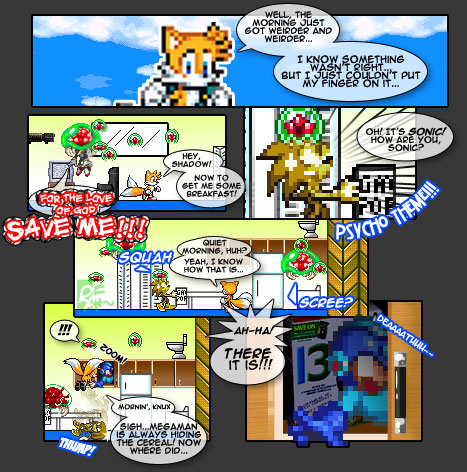 WELL, THE
MORNING JUST
GOT WEIRDER AND
WEIRDER...
I KNOW SOMETHING
WASN'T RIGHT...
BUT I JUST COULDN'T PUT
MY FINGER ON IT...
HEY,
SHADOW!
NOW TO
GET ME SOME
BREAKFAST!
FOR THE LOVE
OF GOD
SAVE ME!!!
OH! IT'S SONIC!
HOW ARE YOU,
SONIC?
PSYCHO THEME!!!
SQUAH
QUIET
MORNING, HUH?
YEAH, I KNOW
HOW THAT IS...
SCREE?
!!!
ZOOM!
MORNIN', KNUX
SIGH...MEGAMAN
IS ALWAYS HIDING
THE CEREAL! NOW
WHERE DID...
THUMP!
AH-HA!
THERE
IT IS!!!
SAVE ON
13
DEAAAATHHH...